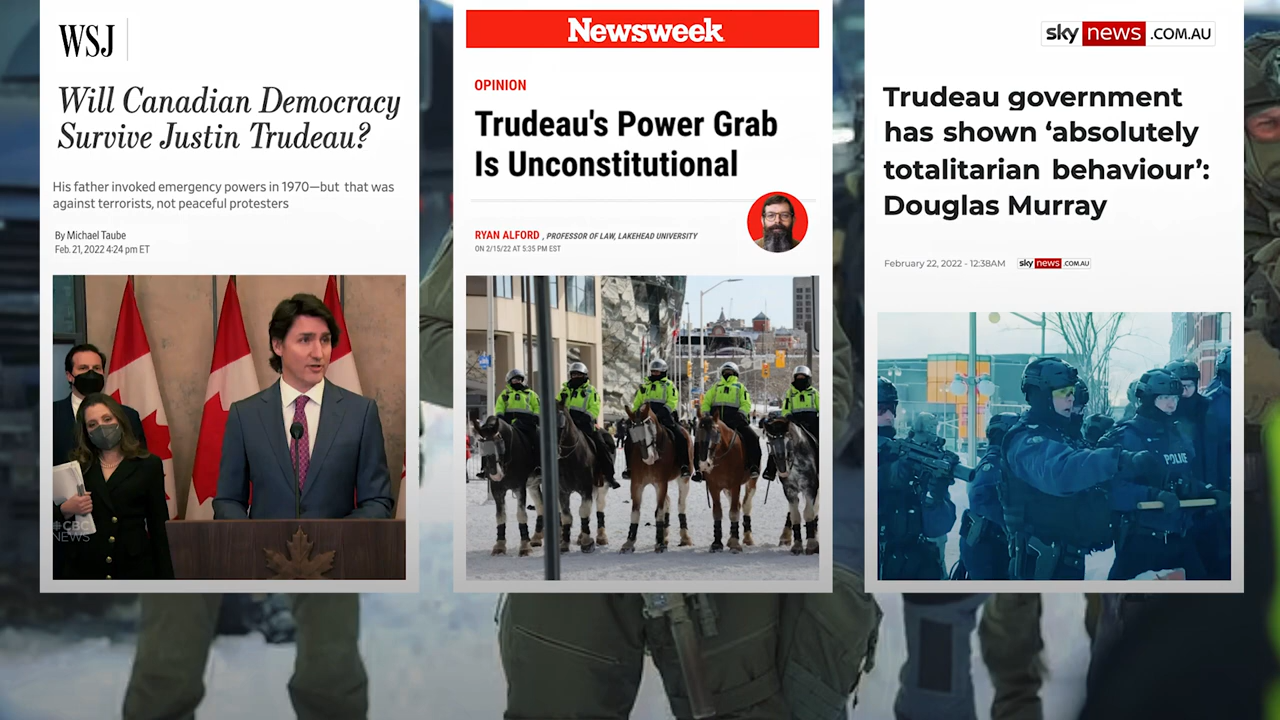 WSJ
Will Canadian Democracy
Survive Justin Trudeau?
His father invoked emergency powers in 1970—but that was
against terrorists, not peaceful protesters
By Michael Taube
Feb. 21, 2022 4:24 pm ET
CBC
NEWS
Newsweek
OPINION
Trudeau's Power Grab
Is Unconstitutional
RYAN ALFORD , PROFESSOR OF LAW, LAKEHEAD UNIVERSITY
ON 2/15/22 AT 5:35 PM EST
sky news .COM.AU
Trudeau government
has shown ‘absolutely
totalitarian behaviour’:
Douglas Murray
February 22, 2022 - 12:38AM sky news .COM.AU
POLICE